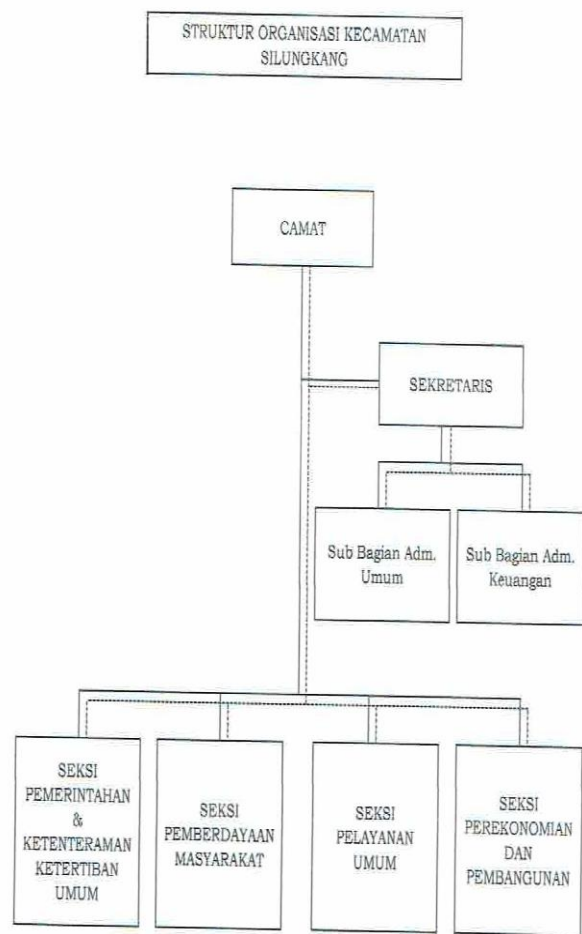 STRUKTUR ORGANISASI KECAMATAN
SILUNGKANG
CAMAT
SEKRETARIS
Sub Bagian Adm.
Umum
Sub Bagian Adm.
Keuangan
SEKSI
PEMERINTAHAN
&
KETENTERAMAN
KETERTIBAN
UMUM
SEKSI
PEMBERDAYAAN
MASYARAKAT
SEKSI
PELAYANAN
UMUM
SEKSI
PEREKONOMIAN
DAN
PEMBANGUNAN